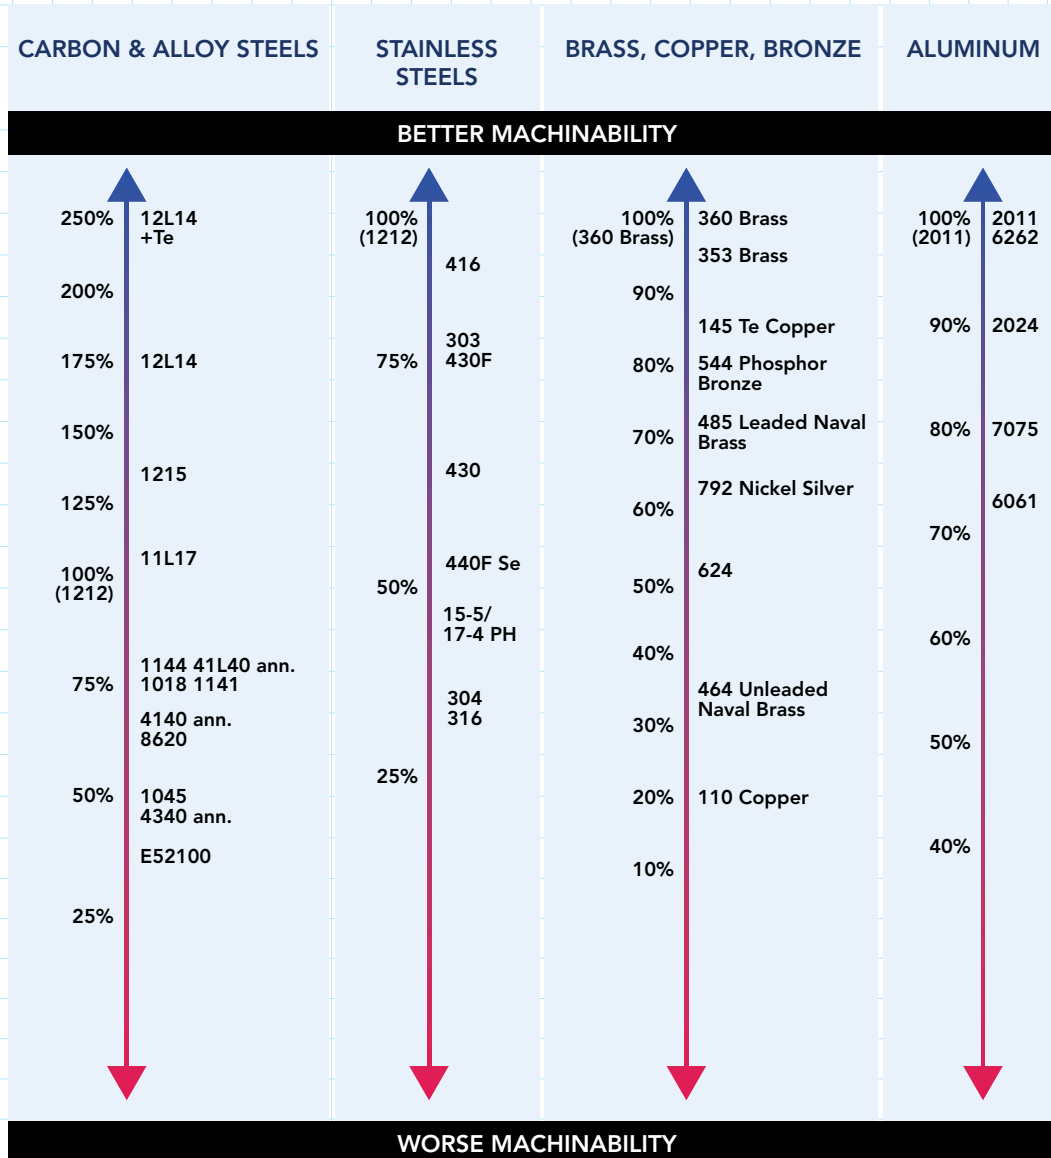 CARBON & ALLOY STEELS
STAINLESS
STEELS
BRASS, COPPER, BRONZE
ALUMINUM
BETTER MACHINABILITY
250%
12L14
+Te
200%
175%
12L14
150%
1215
125%
11L17
100%
(1212)
1144 41L40 ann.
75%
1018 1141
4140 ann.
8620
50%
1045
4340 ann.
E52100
25%
100%
(1212)
416
303
75%
430F
430
440F Se
50%
15-5/
17-4 PH
304
316
25%
100%
360 Brass
(360 Brass)
353 Brass
90%
145 Te Copper
80%
544 Phosphor
Bronze
485 Leaded Naval
70%
Brass
792 Nickel Silver
60%
624
50%
40%
464 Unleaded
Naval Brass
30%
20%
110 Copper
10%
100%
2011
(2011)
6262
90%
2024
80%
7075
6061
70%
60%
50%
40%
WORSE MACHINABILITY